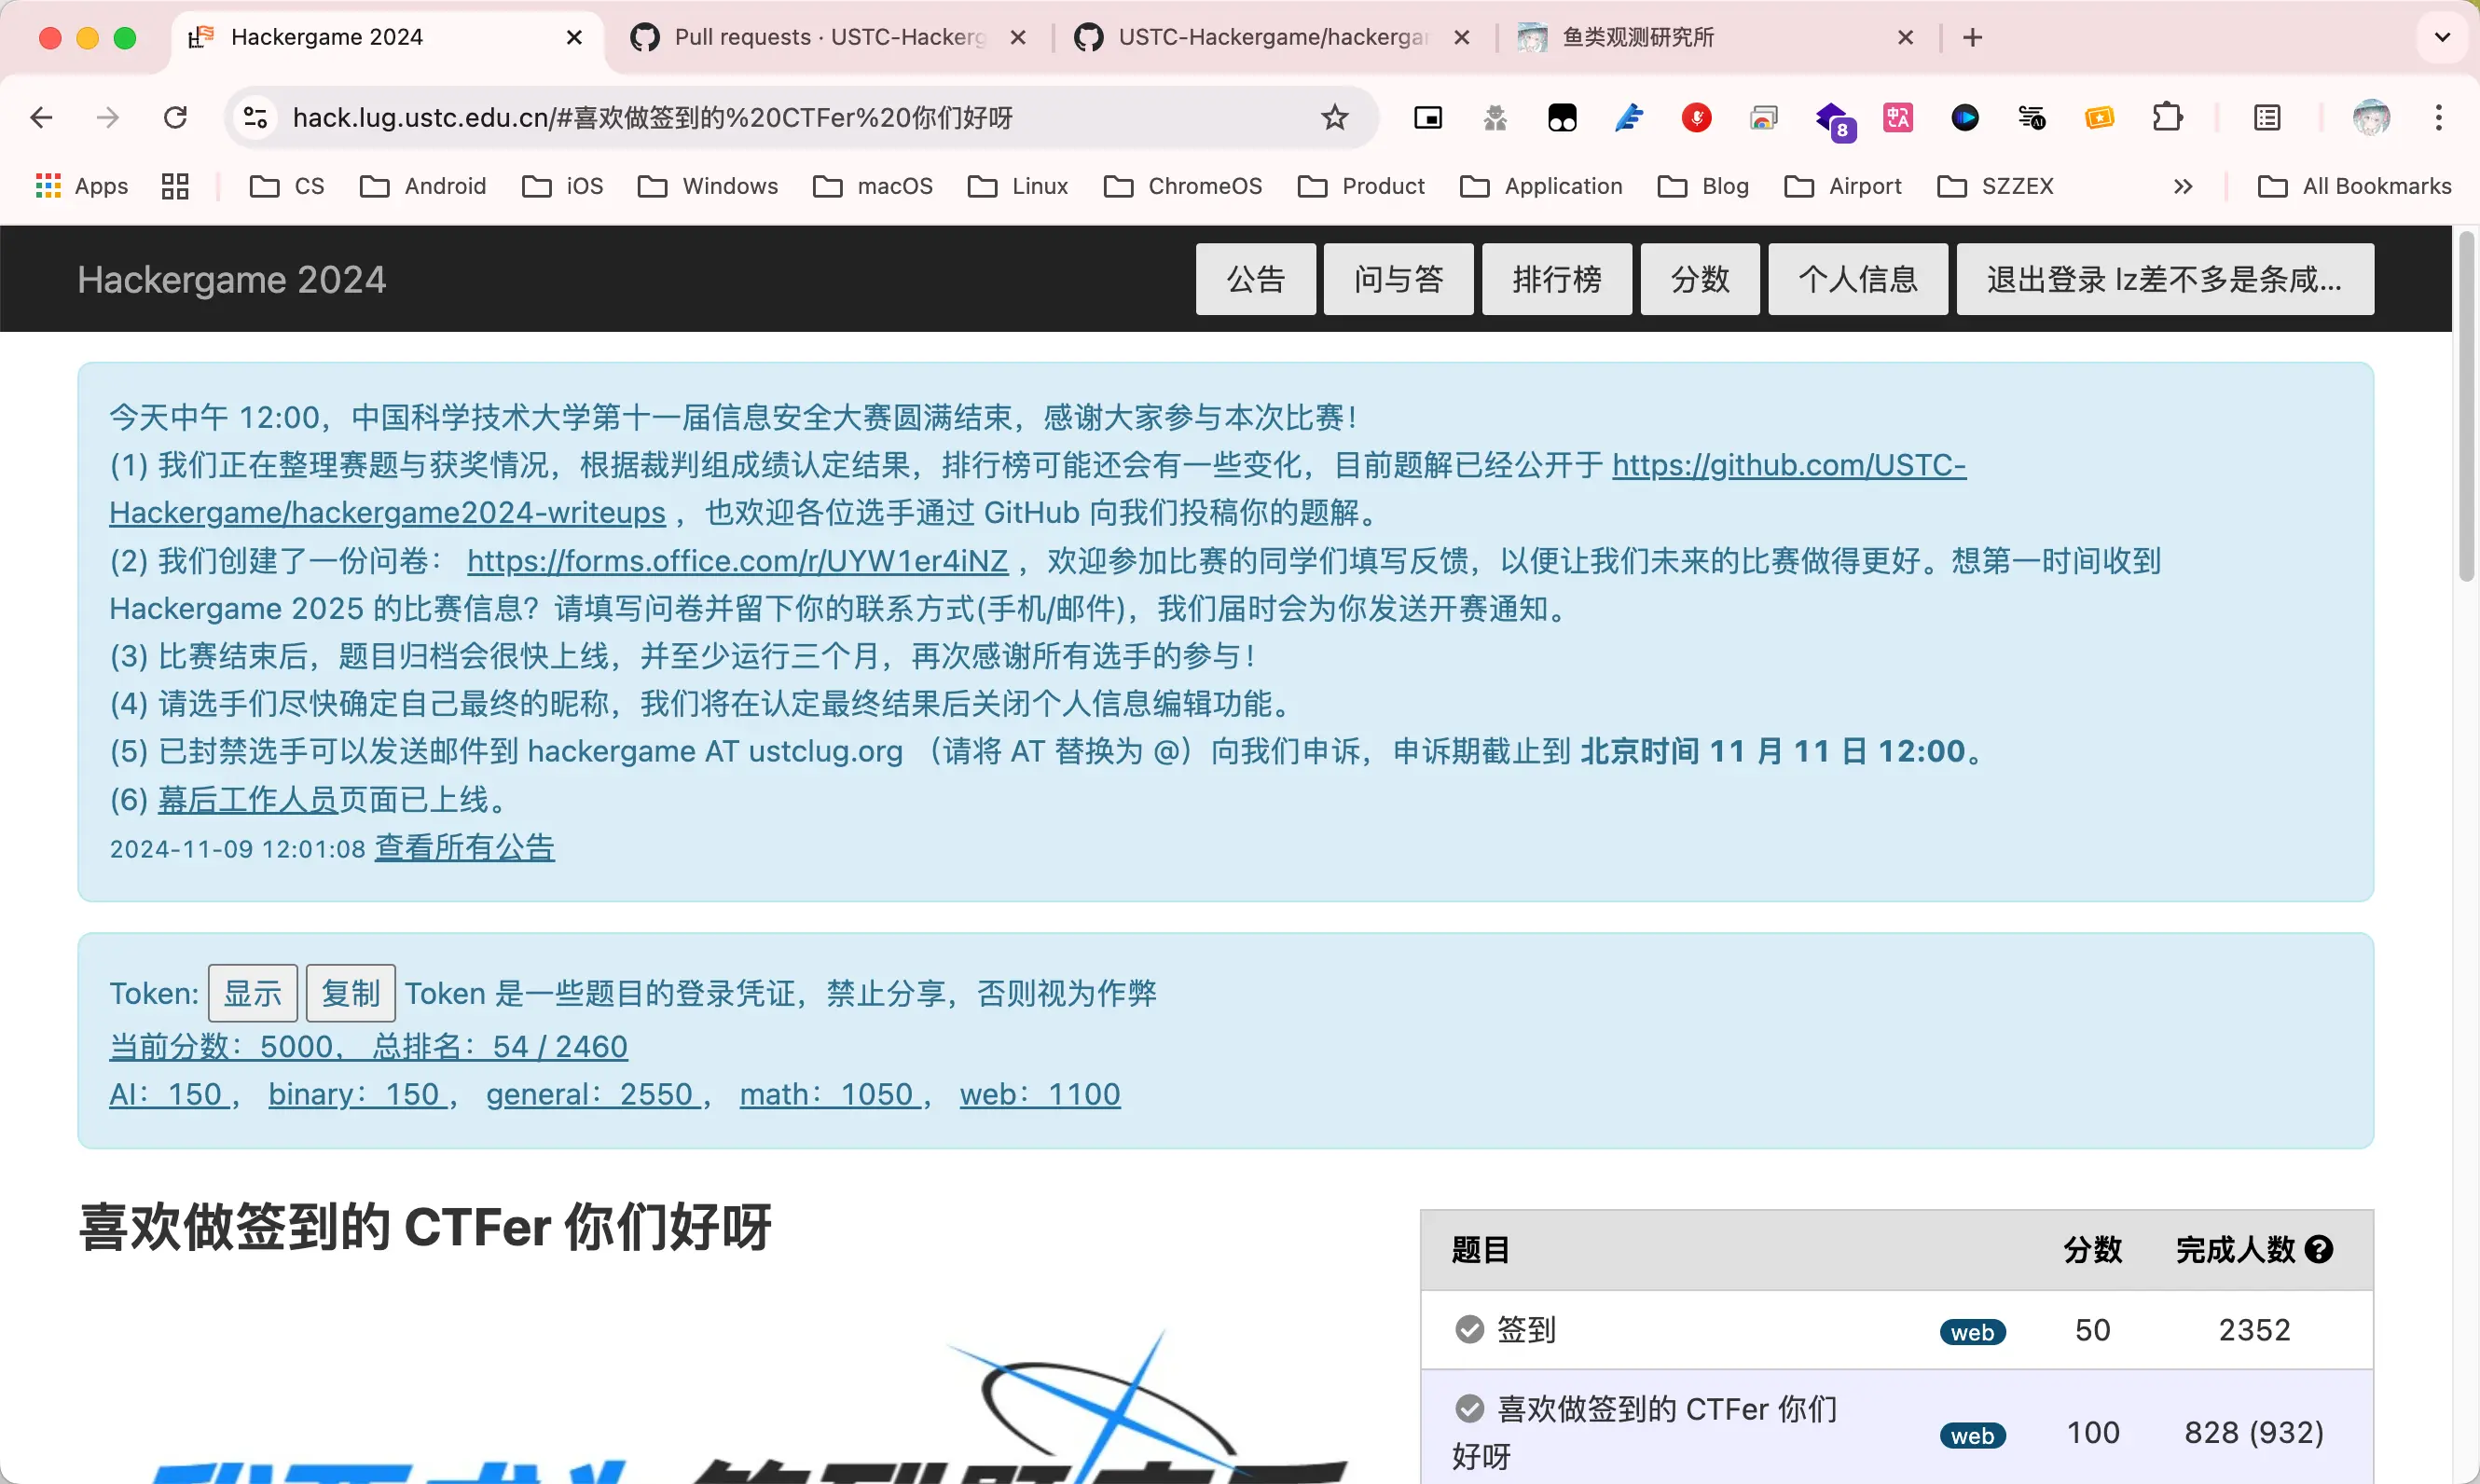 Hackergame 2024
Pull requests · USTC-Hackerg
USTC-Hackergame/hackergar
鱼类观测研究所
hack.lug.ustc.edu.cn/#喜欢做签到的%20CTFer%20你们好呀
8
Apps CS Android iOS Windows macOS Linux ChromeOS Product Application Blog Airport SZZEX All Bookmarks
Hackergame 2024 公告 问与答 排行榜 分数 个人信息 退出登录 lz差不多是条咸...
今天中午 12:00，中国科学技术大学第十一届信息安全大赛圆满结束，感谢大家参与本次比赛！
(1) 我们正在整理赛题与获奖情况，根据裁判组成绩认定结果，排行榜可能还会有一些变化，目前题解已经公开于 https://github.com/USTC-
Hackergame/hackergame2024-writeups ，也欢迎各位选手通过 GitHub 向我们投稿你的题解。
(2) 我们创建了一份问卷： https://forms.office.com/r/UYW1er4iNZ ，欢迎参加比赛的同学们填写反馈，以便让我们未来的比赛做得更好。想第一时间收到
Hackergame 2025 的比赛信息？请填写问卷并留下你的联系方式(手机/邮件)，我们届时会为你发送开赛通知。
(3) 比赛结束后，题目归档会很快上线，并至少运行三个月，再次感谢所有选手的参与！
(4) 请选手们尽快确定自己最终的昵称，我们将在认定最终结果后关闭个人信息编辑功能。
(5) 已封禁选手可以发送邮件到 hackergame AT ustclug.org （请将 AT 替换为 @）向我们申诉，申诉期截止到 北京时间 11 月 11 日 12:00。
(6) 幕后工作人员页面已上线。
2024-11-09 12:01:08 查看所有公告
Token: 显示 复制 Token 是一些题目的登录凭证，禁止分享，否则视为作弊
当前分数：5000， 总排名：54 / 2460
AI：150 ， binary：150 ， general：2550 ， math：1050 ， web：1100
喜欢做签到的 CTFer 你们好呀
题目 分数 完成人数
签到 web 50 2352
喜欢做签到的 CTFer 你们
好呀 web 100 828 (932)